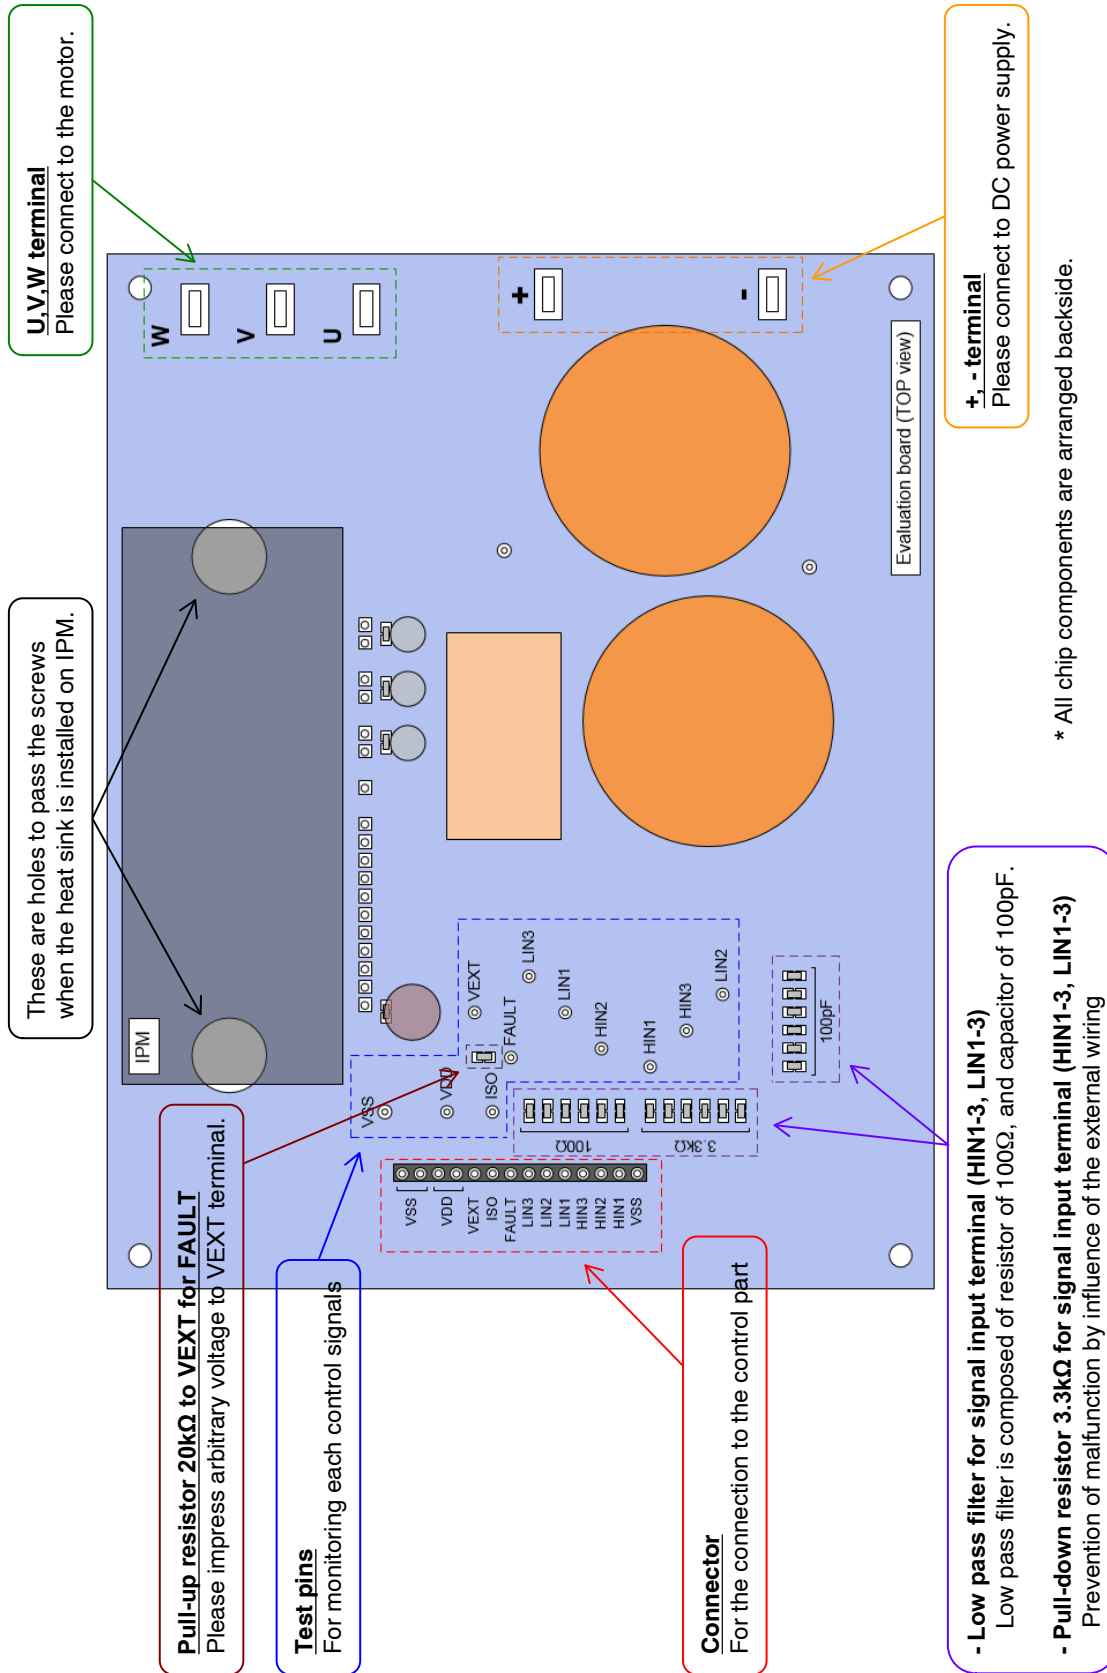 These are holes to pass the screws
when the heat sink is installed on IPM.
U,V,W terminal
Please connect to the motor.
Pull-up resistor 20kΩ to VEXT for FAULT
Please impress arbitrary voltage to VEXT terminal.
Test pins
For monitoring each control signals
Connector
For the connection to the control part
IPM
W
V
U
+
-
VSS
VDD
ISO
VEXT
FAULT
LIN3
LIN1
HIN2
HIN1
HIN3
LIN2
VSS
VDD
VEXT
ISO
FAULT
LIN3
LIN2
LIN1
HIN3
HIN2
HIN1
VSS
100Ω
3.3kΩ
100pF
Evaluation board (TOP view)
+, - terminal
Please connect to DC power supply.
- Low pass filter for signal input terminal (HIN1-3, LIN1-3)
Low pass filter is composed of resistor of 100Ω, and capacitor of 100pF.
- Pull-down resistor 3.3kΩ for signal input terminal (HIN1-3, LIN1-3)
Prevention of malfunction by influence of the external wiring
* All chip components are arranged backside.